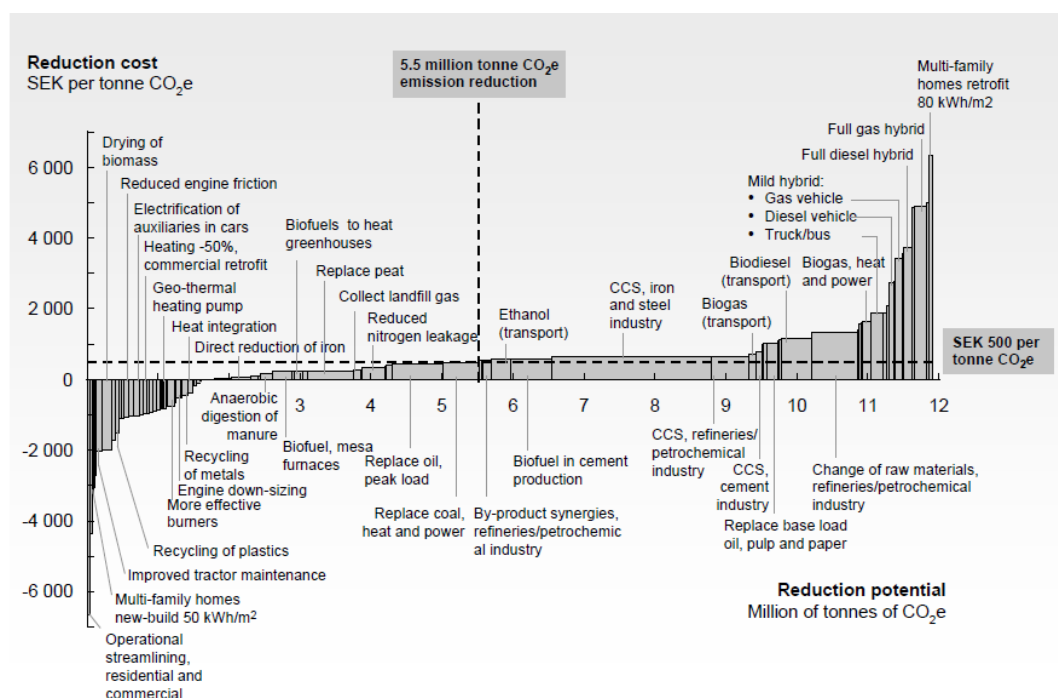 Reduction cost
SEK per tonne CO2e
5.5 million tonne CO2e
emission reduction
Multi-family
homes retrofit
80 kWh/m2
Full gas hybrid
Full diesel hybrid
Mild hybrid:
• Gas vehicle
• Diesel vehicle
• Truck/bus
Drying of
biomass
Reduced engine friction
Electrification of
auxiliaries in cars
Heating -50%,
commercial retrofit
Geo-thermal
heating pump
Heat integration
Direct reduction of iron
Biofuels to heat
greenhouses
Replace peat
Collect landfill gas
Reduced
nitrogen leakage
Ethanol
(transport)
CCS, iron
and steel
industry
Biogas
(transport)
Biodiesel
(transport)
Biogas, heat
and power
SEK 500 per
tonne CO2e
6 000
4 000
2 000
0
-2 000
-4 000
-6 000
3
4
5
6
7
8
9
10
11
12
Anaerobic
digestion of
manure
Biofuel, mesa
furnaces
Recycling
of metals
Engine down-sizing
More effective
burners
Recycling of plastics
Improved tractor maintenance
Multi-family homes
new-build 50 kWh/m2
Operational
streamlining,
residential and
commercial
Replace oil,
peak load
Replace coal,
heat and power
By-product synergies,
refineries/petrochemic
al industry
Biofuel in cement
production
CCS, refineries/
petrochemical
industry
CCS,
cement
industry
Replace base load
oil, pulp and paper
Change of raw materials,
refineries/petrochemical
industry
Reduction potential
Million of tonnes of CO2e